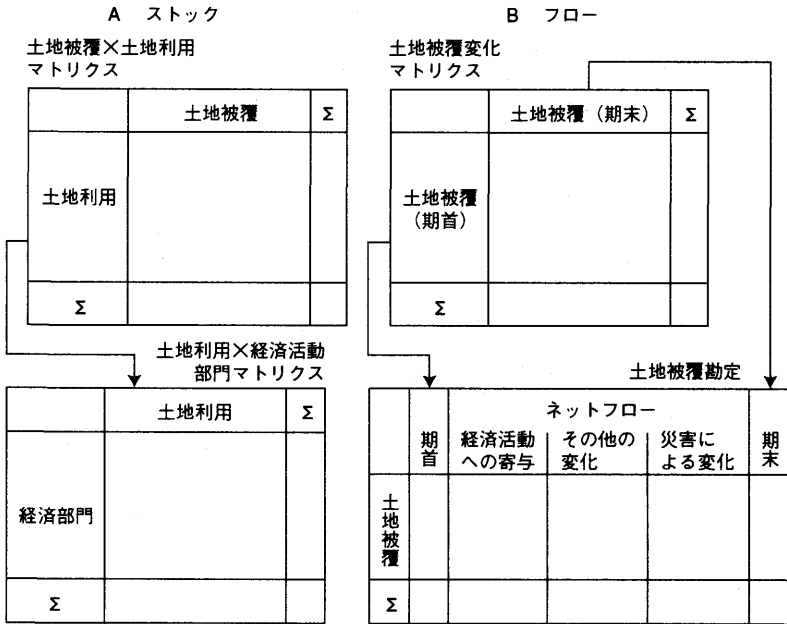 A ストック
土地被覆×土地利用
マトリクス
土地被覆 Σ
土地利用
Σ
土地利用×経済活動
部門マトリクス
土地利用 Σ
経済部門
Σ
B フロー
土地被覆変化
マトリクス
土地被覆（期末） Σ
土地被覆
（期首）
Σ
土地被覆勘定
ネットフロー
期首
経済活動
への寄与
その他の
変化
災害に
よる変化
期末
土地被覆
Σ